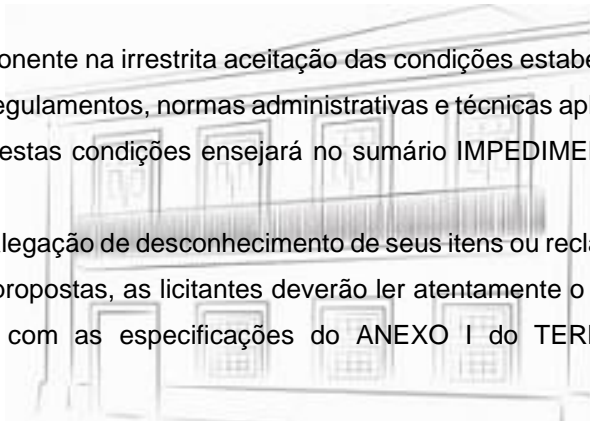 onente na irrestrita aceitação das condições estabe
egulamentos, normas administrativas e técnicas apl
estas condições ensejará no sumário IMPEDIME
legação de desconhecimento de seus itens ou recla
propostas, as licitantes deverão ler atentamente o
com as especificações do ANEXO I do TER